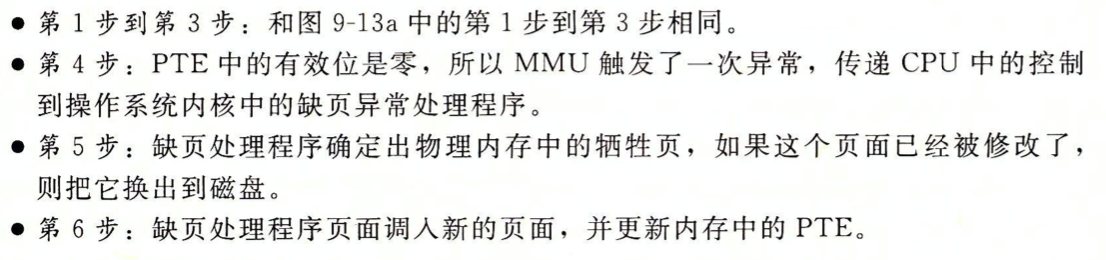 ● 第 1 步到第 3 步：和图 9-13a 中的第 1 步到第 3 步相同。
● 第 4 步：PTE 中的有效位是零，所以 MMU 触发了一次异常，传递 CPU 中的控制
到操作系统内核中的缺页异常处理程序。
● 第 5 步：缺页处理程序确定出物理内存中的牺牲页，如果这个页面已经被修改了，
则把它换出到磁盘。
● 第 6 步：缺页处理程序页面调入新的页面，并更新内存中的 PTE。